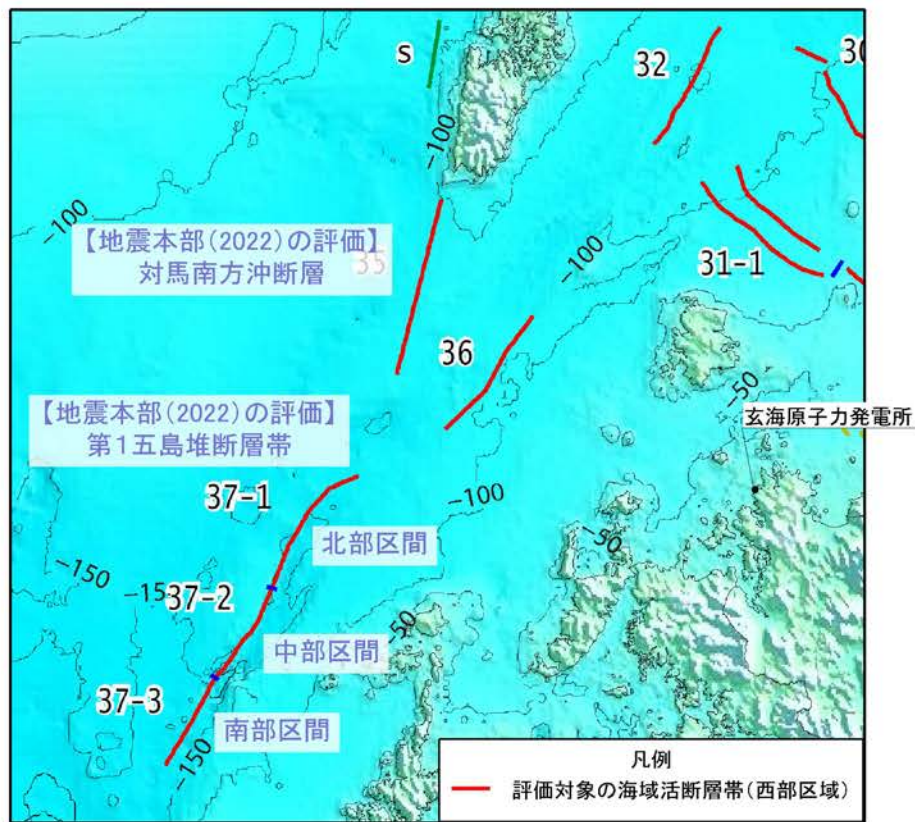 S
32
30
-100
-100
【地震本部(2022)の評価】
対馬南方沖断層
35
-100
31-1
36
-50
【地震本部(2022)の評価】
第1五島堆断層帯
玄海原子力発電所
37-1
-100
北部区間
-50
-150
-15
37-2
-50
中部区間
37-3
南部区間
-150
凡例
評価対象の海域活断層帯(西部区域)